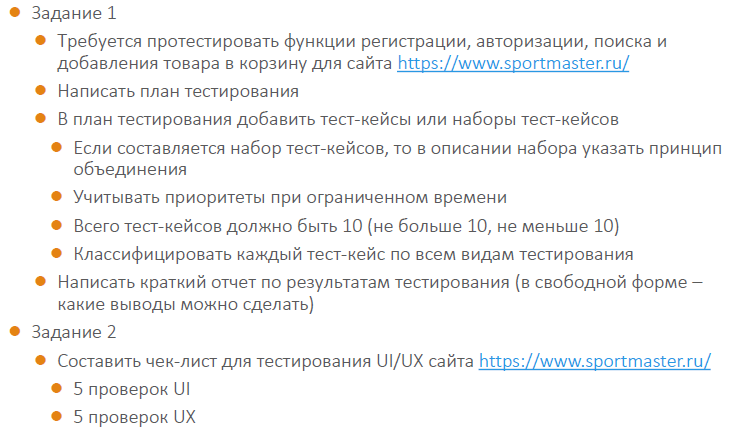 Задание 1
Требуется протестировать функции регистрации, авторизации, поиска и
добавления товара в корзину для сайта https://www.sportmaster.ru/
Написать план тестирования
В план тестирования добавить тест-кейсы или наборы тест-кейсов
Если составляется набор тест-кейсов, то в описании набора указать принцип
объединения
Учитывать приоритеты при ограниченном времени
Всего тест-кейсов должно быть 10 (не больше 10, не меньше 10)
Классифицировать каждый тест-кейс по всем видам тестирования
Написать краткий отчет по результатам тестирования (в свободной форме –
какие выводы можно сделать)
Задание 2
Составить чек-лист для тестирования UI/UX сайта https://www.sportmaster.ru/
5 проверок UI
5 проверок UX